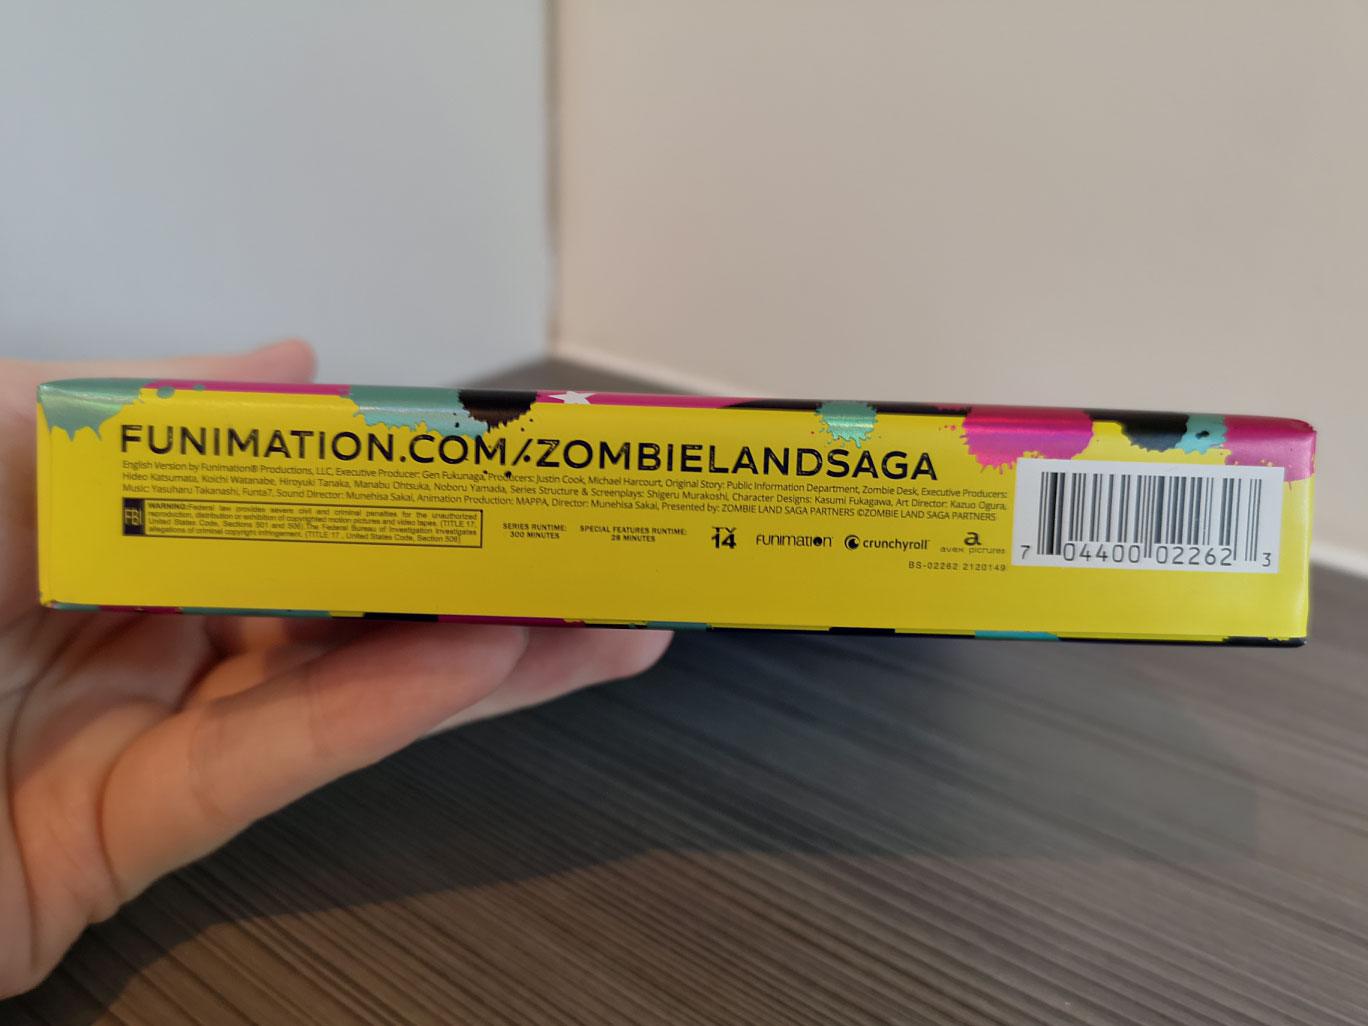 FUNIMATION.COM/ZOMBIELANDSAGA
English Version by Funimation® Productions, LLC, Executive Producer: Gen Fukunaga, Producers: Justin Cook, Michael Harcourt, Original Story: Public Information Department, Zombie Desk, Executive Producers:
Hideo Katsumata, Koichi Watanabe, Hiroyuki Tanaka, Manabu Ohtsuka, Noboru Yamada, Series Structure & Screenplays: Shigeru Murakoshi, Character Designs: Kasumi Fukagawa, Art Director: Kazuo Ogura,
Music: Yasuharu Takanashi, Funta7, Sound Director: Munehisa Sakai, Animation Production: MAPPA, Director: Munehisa Sakai, Presented by: ZOMBIE LAND SAGA PARTNERS ©ZOMBIE LAND SAGA PARTNERS
FBI
WARNING: Federal law provides severe civil and criminal penalties for the unauthorized
reproduction, distribution or exhibition of copyrighted motion pictures and video tapes. (TITLE 17,
United States Code, Sections 501 and 506).The Federal Bureau of Investigation investigates
allegations of criminal copyright infringement. (TITLE 17 , United States Code, Section 506)
SERIES RUNTIME:
300 MINUTES
SPECIAL FEATURES RUNTIME:
28 MINUTES
TV
14
FUNIMATION
crunchyroll
a
avex pictures
BS-02262 2120149
7 04400 02262 3